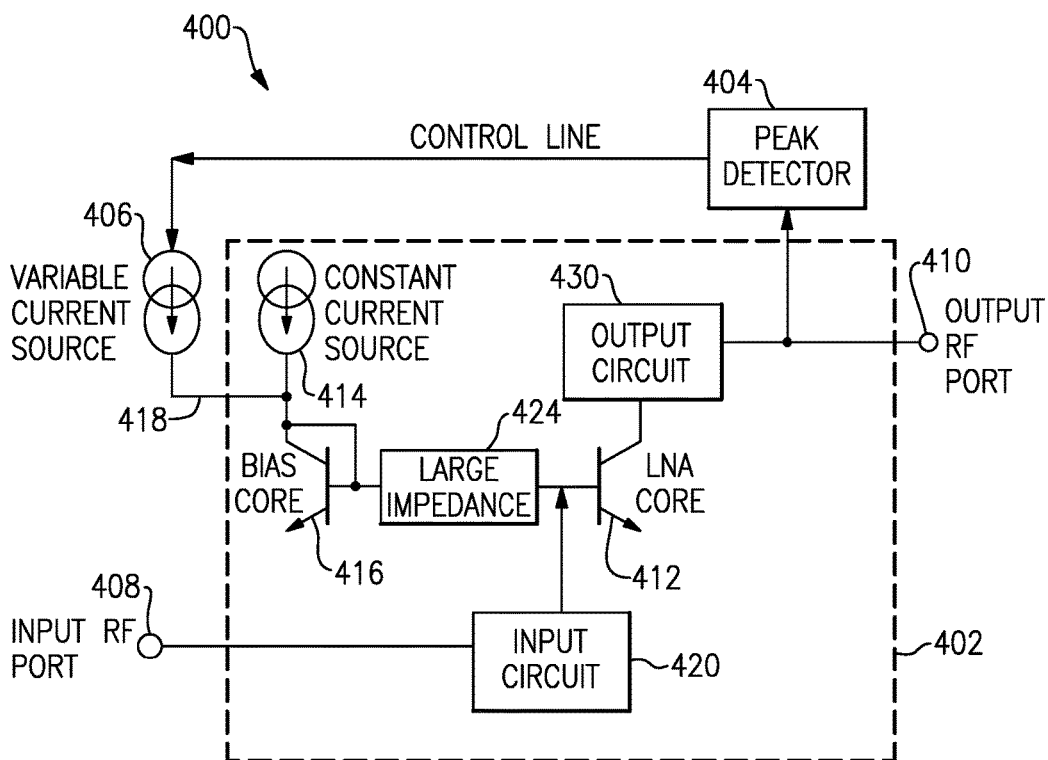 400
404
PEAK
DETECTOR
CONTROL LINE
406
VARIABLE
CURRENT
SOURCE
CONSTANT
CURRENT
SOURCE
414
418
430
OUTPUT
CIRCUIT
410
OUTPUT
RF
PORT
424
BIAS
CORE
LARGE
IMPEDANCE
LNA
CORE
416
412
408
INPUT RF
PORT
INPUT
CIRCUIT
420
402